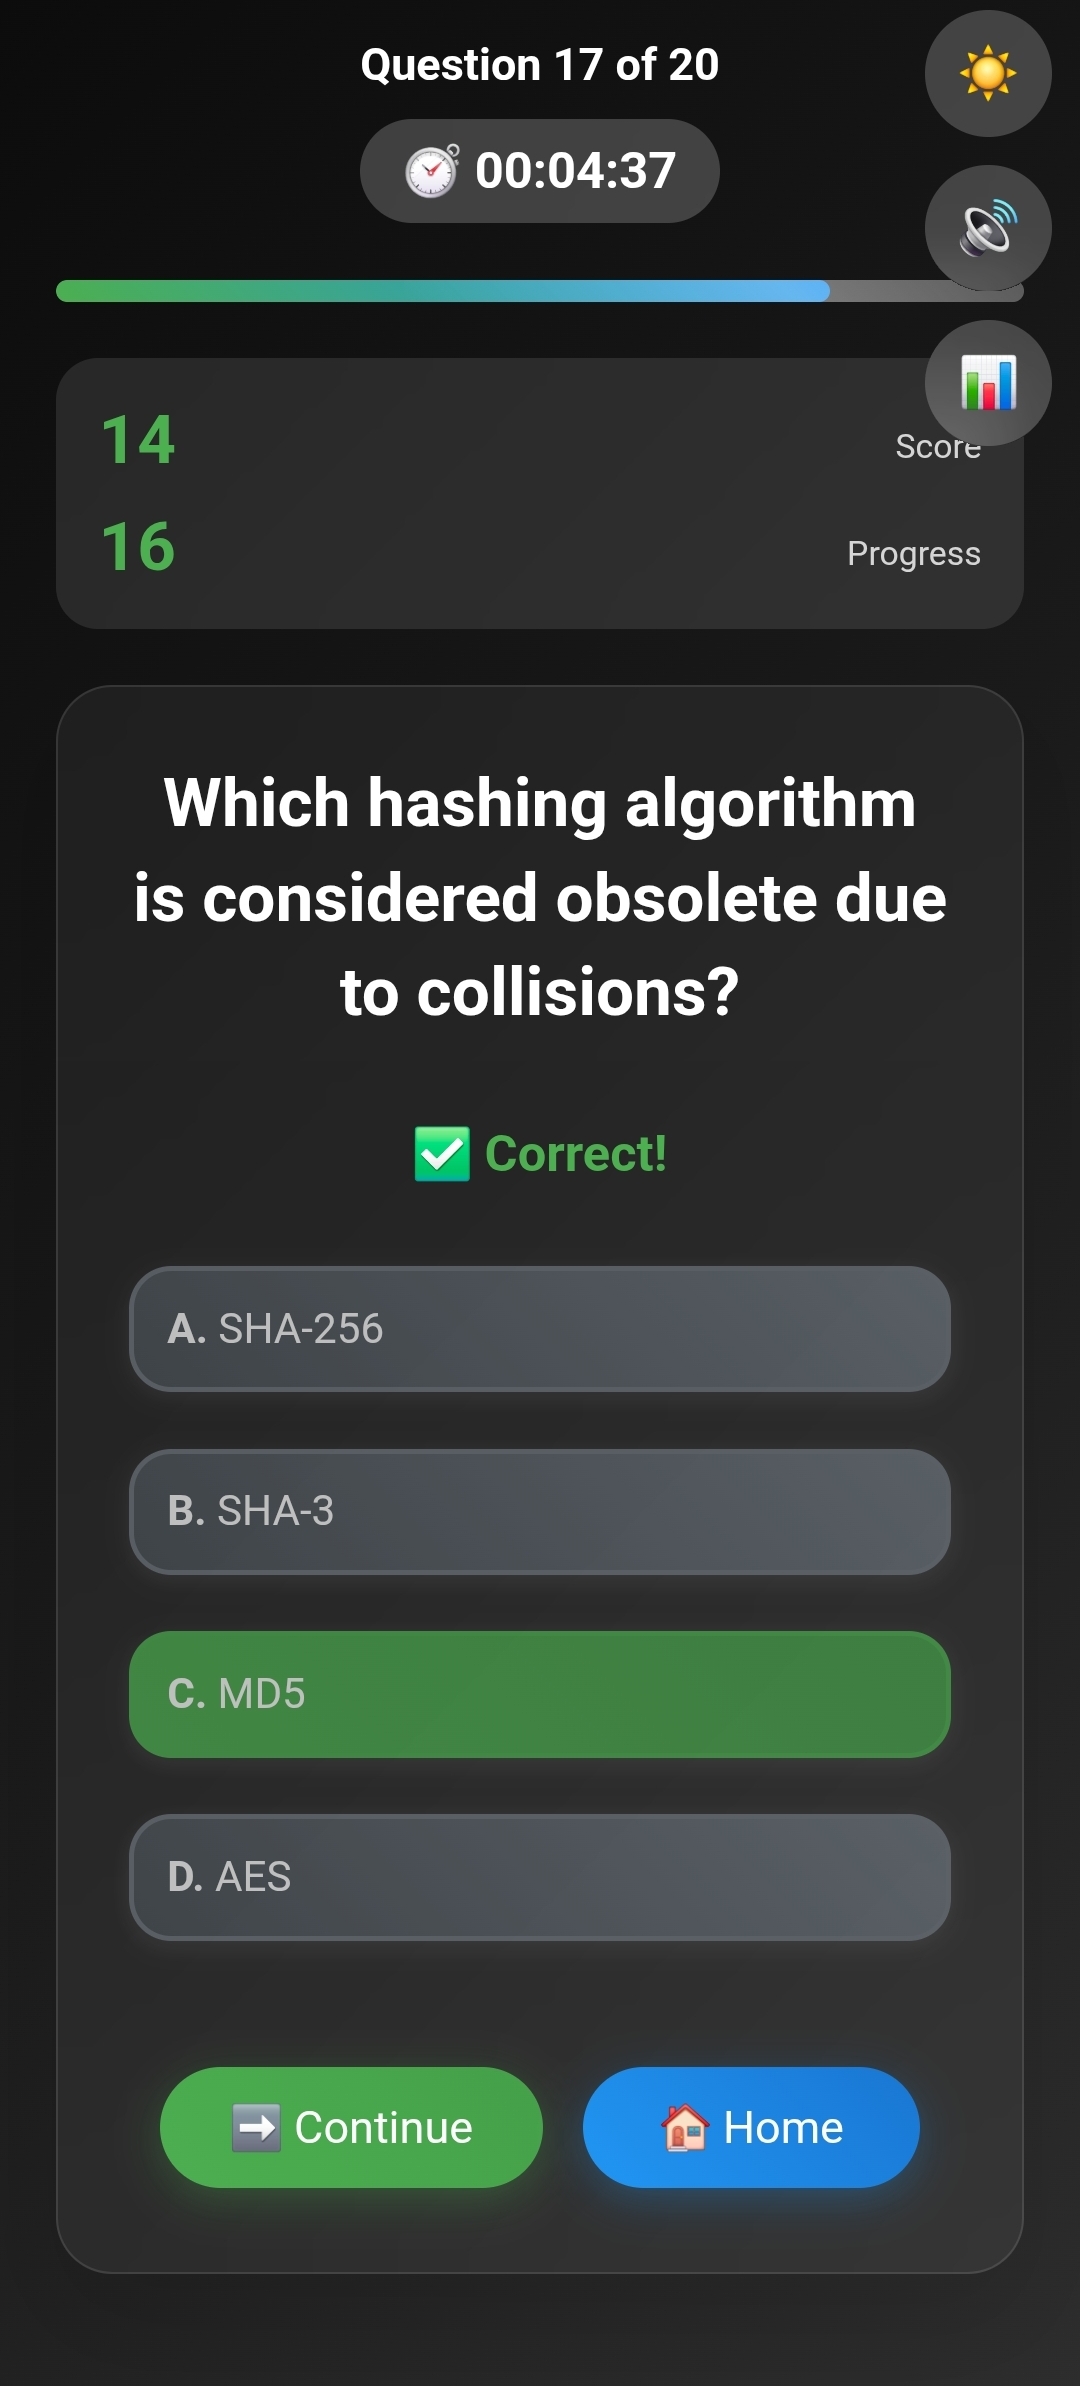 Question 17 of 20
00:04:37
14 Score
16 Progress
Which hashing algorithm
is considered obsolete due
to collisions?
✅ Correct!
A. SHA-256
B. SHA-3
C. MD5
D. AES
➡️ Continue
🏠 Home